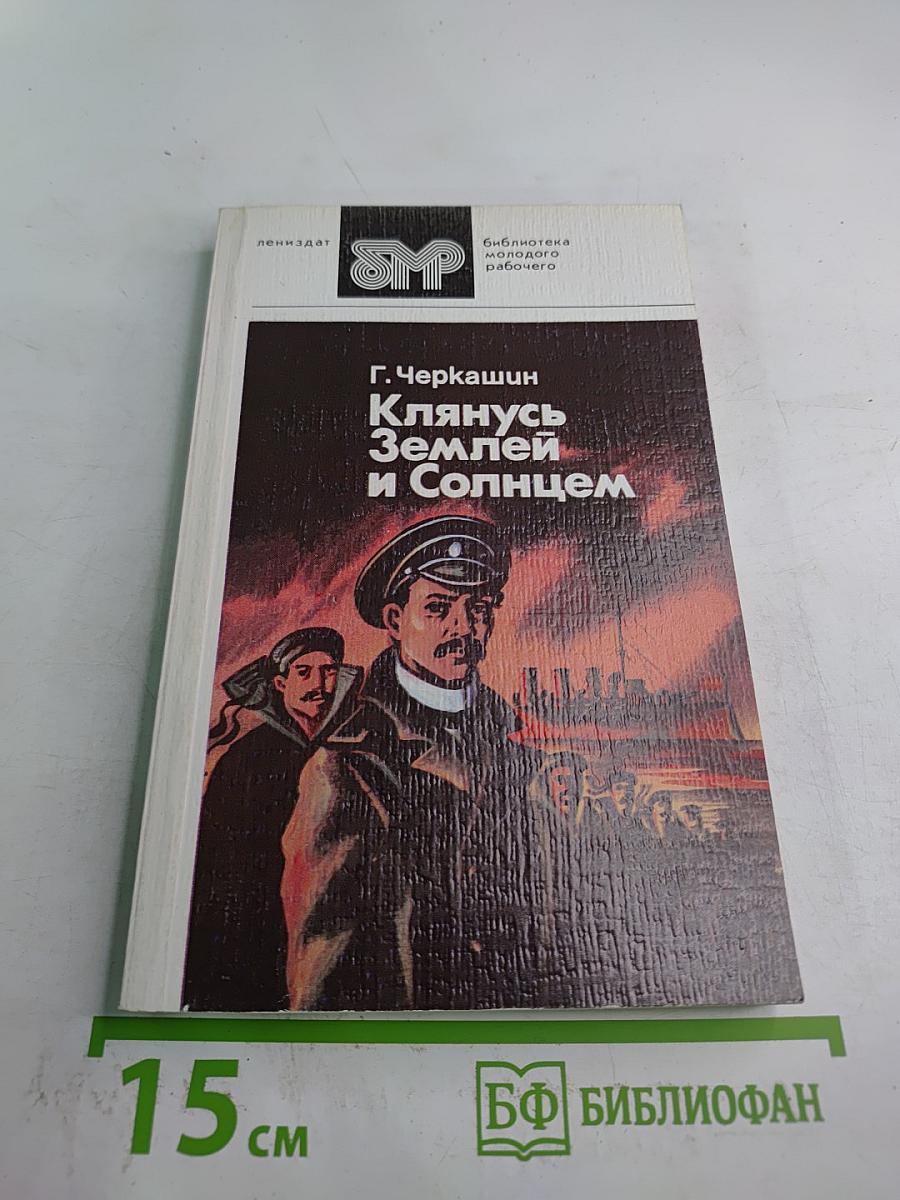 лениздат
бмр
библиотека
молодого
рабочего
Г. Черкашин
Клянусь
Землей
и Солнцем
15 см
БФ БИБЛИОФАН